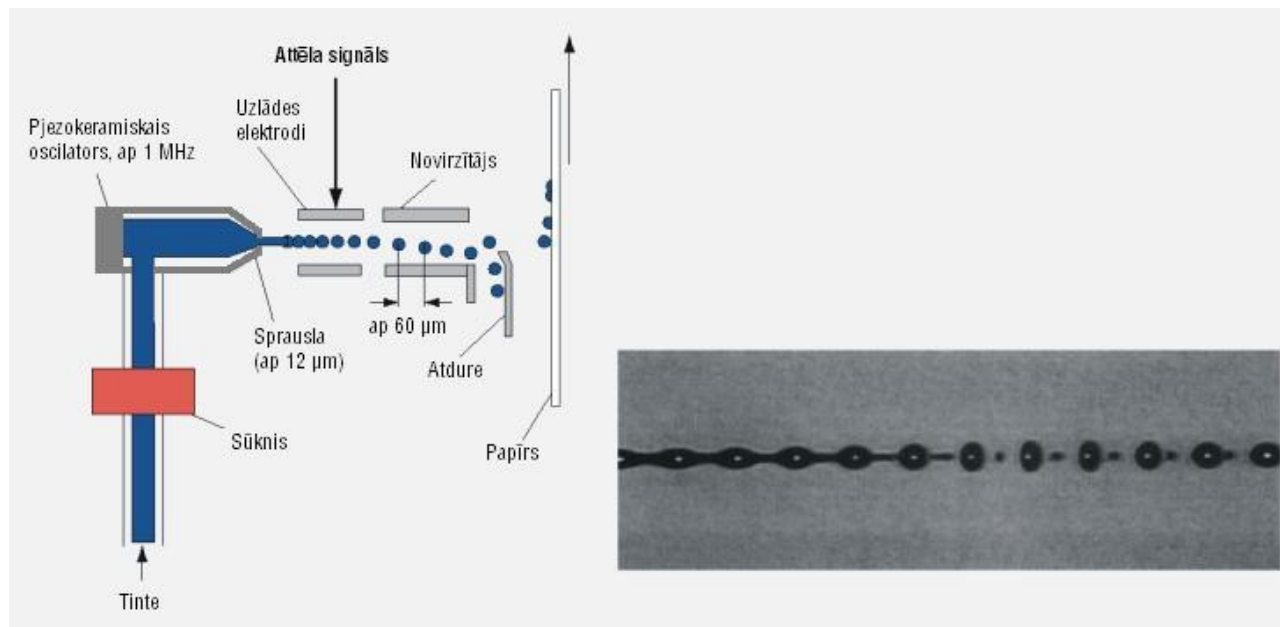 Attēla signāls
Uzlādes
elektrodi
Pjezokeramiskais
oscilators, ap 1 MHz
Novirzītājs
ap 60 µm
Sprausla
(ap 12 µm)
Atdure
Sūknis
Papīrs
Tinte